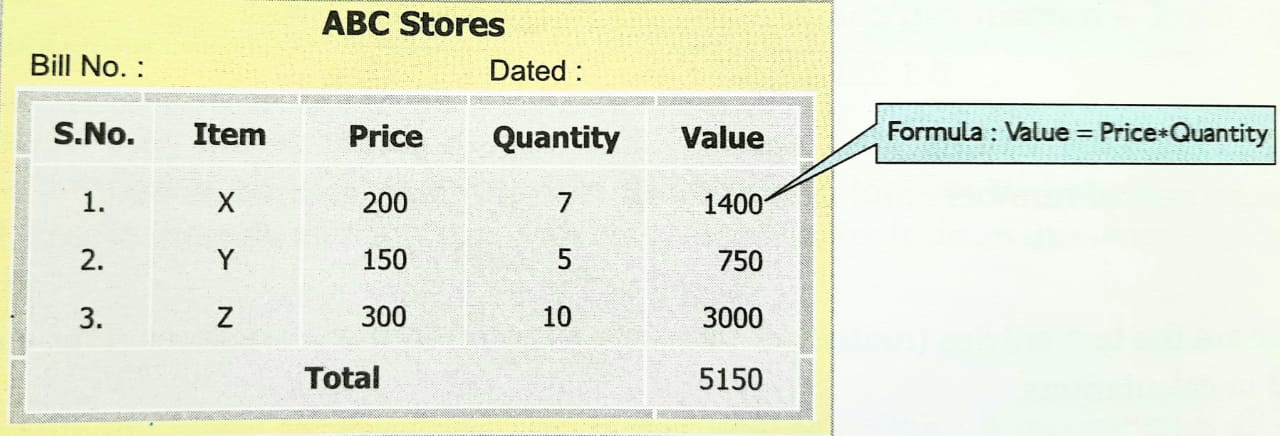 ABC Stores
Bill No. : Dated :
S.No. Item Price Quantity Value
Formula : Value = Price*Quantity
1. X 200 7 1400
2. Y 150 5 750
3. Z 300 10 3000
Total 5150